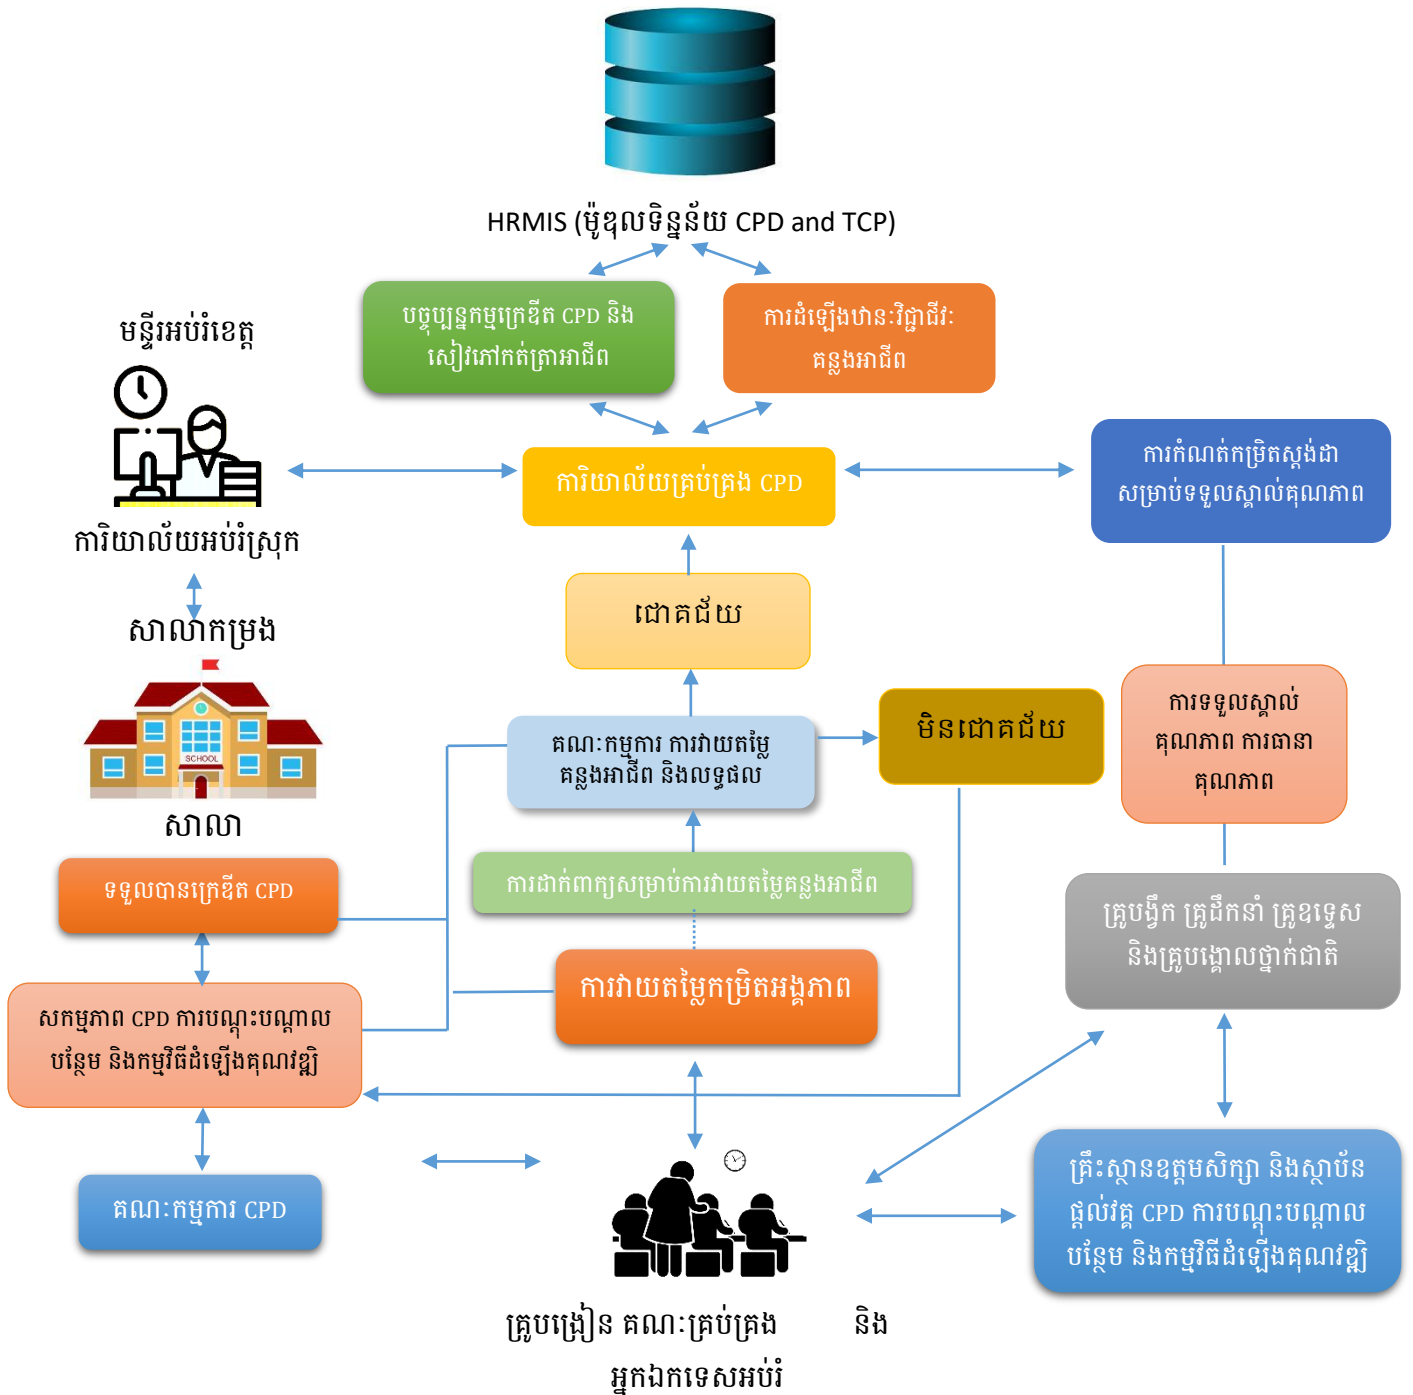 HRMIS (ម៉ូឌុលទិន្នន័យ CPD and TCP)
បច្ចុប្បន្នកម្មក្រេឌីត CPD និង
សៀវភៅកត់ត្រាអាជីព
ការដំឡើងឋានៈវិជ្ជាជីវៈ
គន្លងអាជីព
មន្ទីរអប់រំខេត្ត
ការិយាល័យអប់រំស្រុក
ការិយាល័យគ្រប់គ្រង CPD
ការកំណត់កម្រិតស្តង់ដា
សម្រាប់ទទួលស្គាល់គុណភាព
ជោគជ័យ
សាលាកម្រង
SCHOOL
សាលា
គណៈកម្មការ ការវាយតម្លៃ
គន្លងអាជីព និងលទ្ធផល
មិនជោគជ័យ
ការទទួលស្គាល់
គុណភាព ការធានា
គុណភាព
ទទួលបានក្រេឌីត CPD
ការដាក់ពាក្យសម្រាប់ការវាយតម្លៃគន្លងអាជីព
គ្រូបង្វឹក គ្រូដឹកនាំ គ្រូឧទ្ទេស
និងគ្រូបង្គោលថ្នាក់ជាតិ
ការវាយតម្លៃកម្រិតអង្គភាព
សកម្មភាព CPD ការបណ្តុះបណ្តាល
បន្ថែម និងកម្មវិធីដំឡើងគុណវឌ្ឍិ
គណៈកម្មការ CPD
គ្រឹះស្ថានឧត្តមសិក្សា និងស្ថាប័ន
ផ្តល់វគ្គ CPD ការបណ្តុះបណ្តាល
បន្ថែម និងកម្មវិធីដំឡើងគុណវឌ្ឍិ
គ្រូបង្រៀន គណៈគ្រប់គ្រង និង
អ្នកឯកទេសអប់រំ